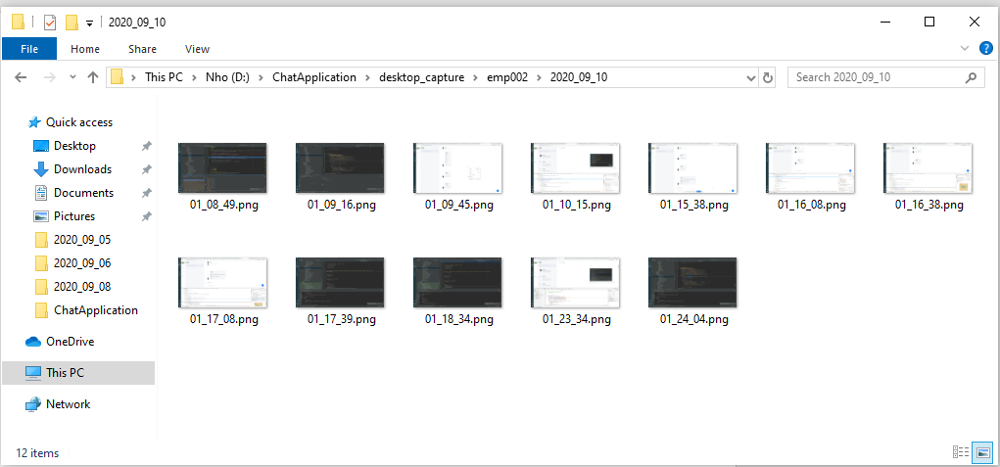 2020_09_10
File Home Share View
This PC Nho (D:) ChatApplication desktop_capture emp002 2020_09_10 Search 2020_09_10
Quick access
Desktop
Downloads
Documents
Pictures
2020_09_05
2020_09_06
2020_09_08
ChatApplication
OneDrive
This PC
Network
01_08_49.png 01_09_16.png 01_09_45.png 01_10_15.png 01_15_38.png 01_16_08.png 01_16_38.png
01_17_08.png 01_17_39.png 01_18_34.png 01_23_34.png 01_24_04.png
12 items